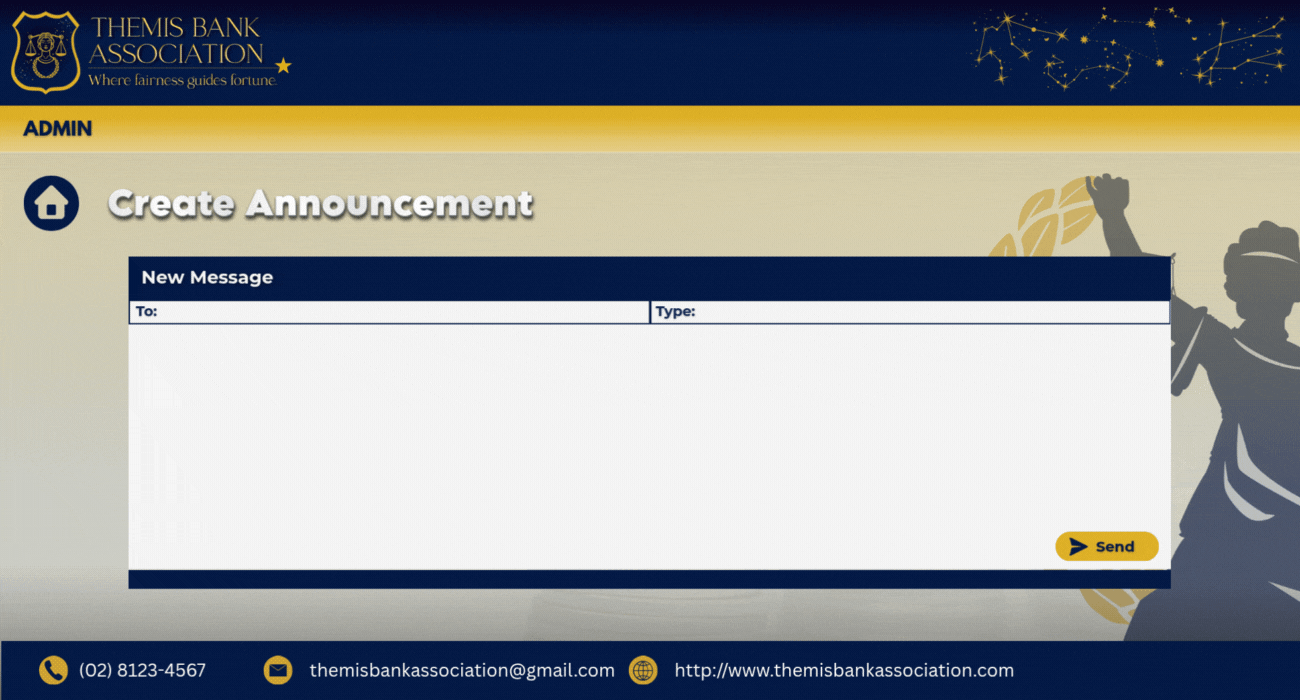 THEMIS BANK
ASSOCIATION
Where fairness guides fortune.
ADMIN
Create Announcement
New Message
To: Type:
Send
(02) 8123-4567 themisbankassociation@gmail.com http://www.themisbankassociation.com